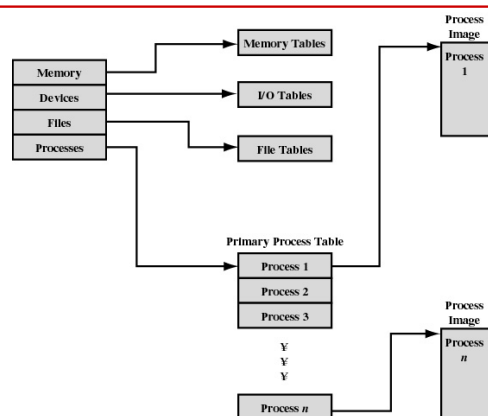 Memory
Devices
Files
Processes
Memory Tables
I/O Tables
File Tables
Primary Process Table
Process 1
Process 2
Process 3
¥
¥
¥
Process n
Process
Image
Process
1
Process
Image
Process
n